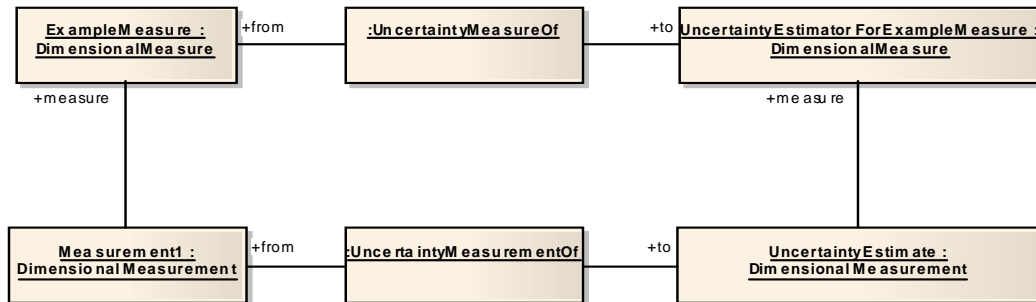 ExampleMeasure :
DimensionalMeasure
+from
:UncertaintyMeasureOf
+to
UncertaintyEstimatorForExampleMeasure :
DimensionalMeasure
+measure
+measure
Measurement1 :
DimensionalMeasurement
+from
:UncertaintyMeasurementOf
+to
UncertaintyEstimate :
DimensionalMeasurement